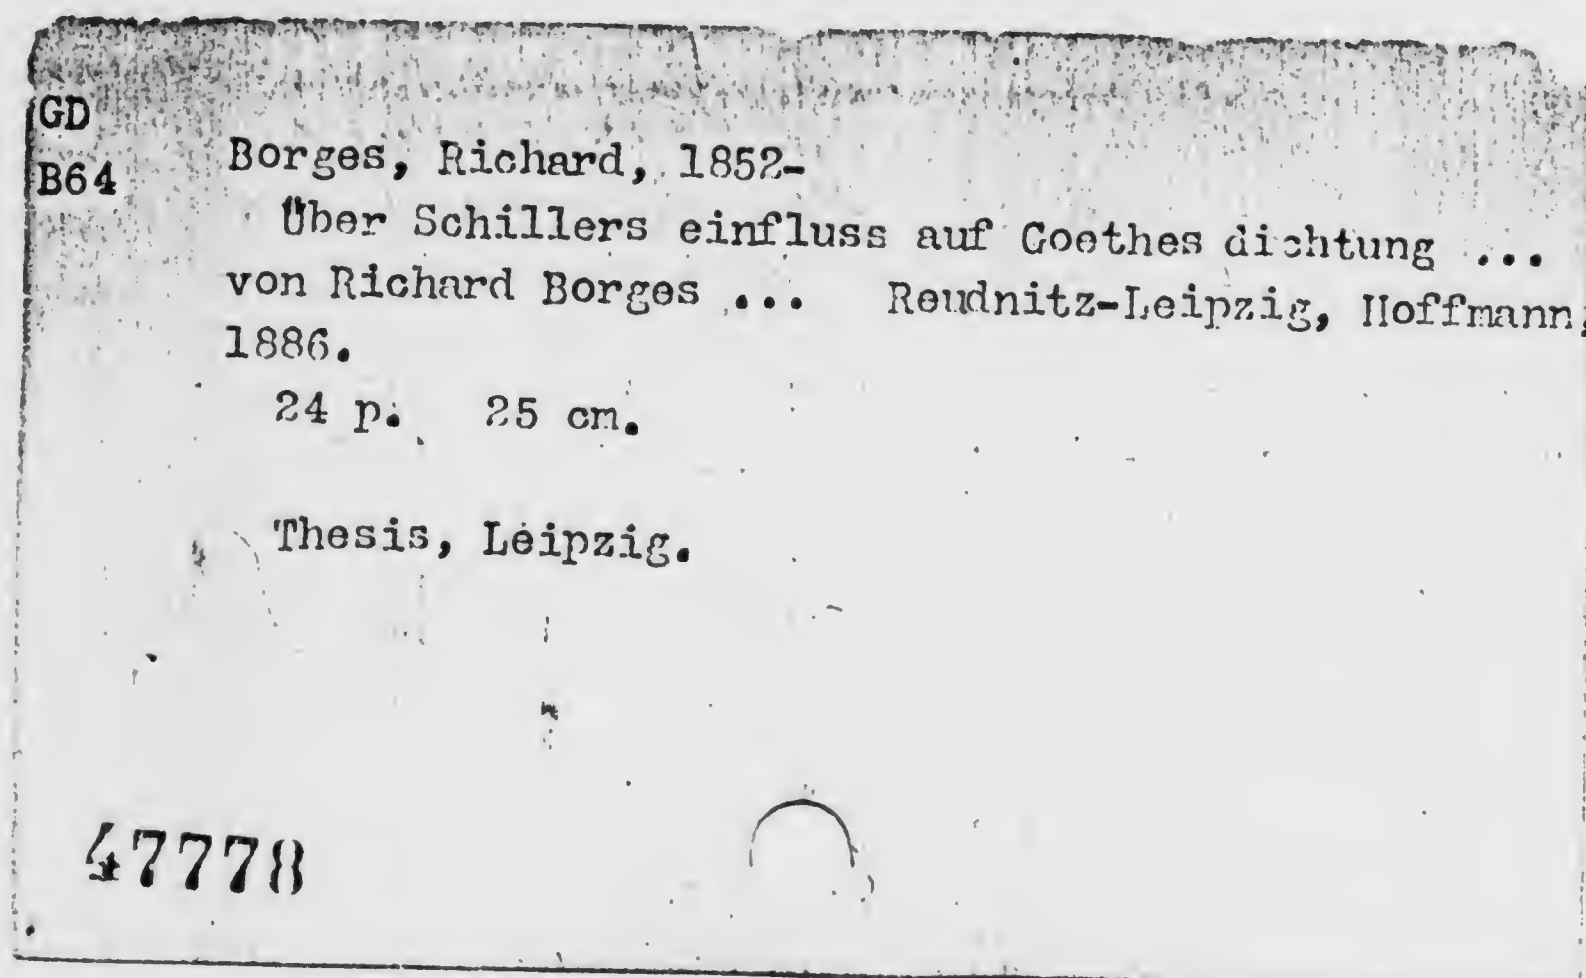 GD
B64
Borges, Richard, 1852-
Über Schillers einfluss auf Goethes dichtung ...
von Richard Borges ... Reudnitz-Leipzig, Hoffmann,
1886.
24 p. 25 cm.
Thesis, Leipzig.
47778